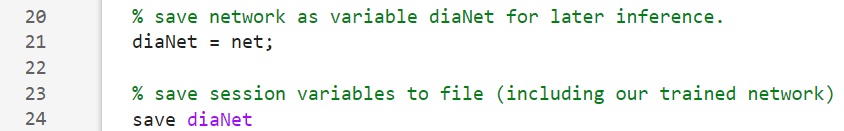 20 % save network as variable diaNet for later inference.
21 diaNet = net;
22
23 % save session variables to file (including our trained network)
24 save diaNet